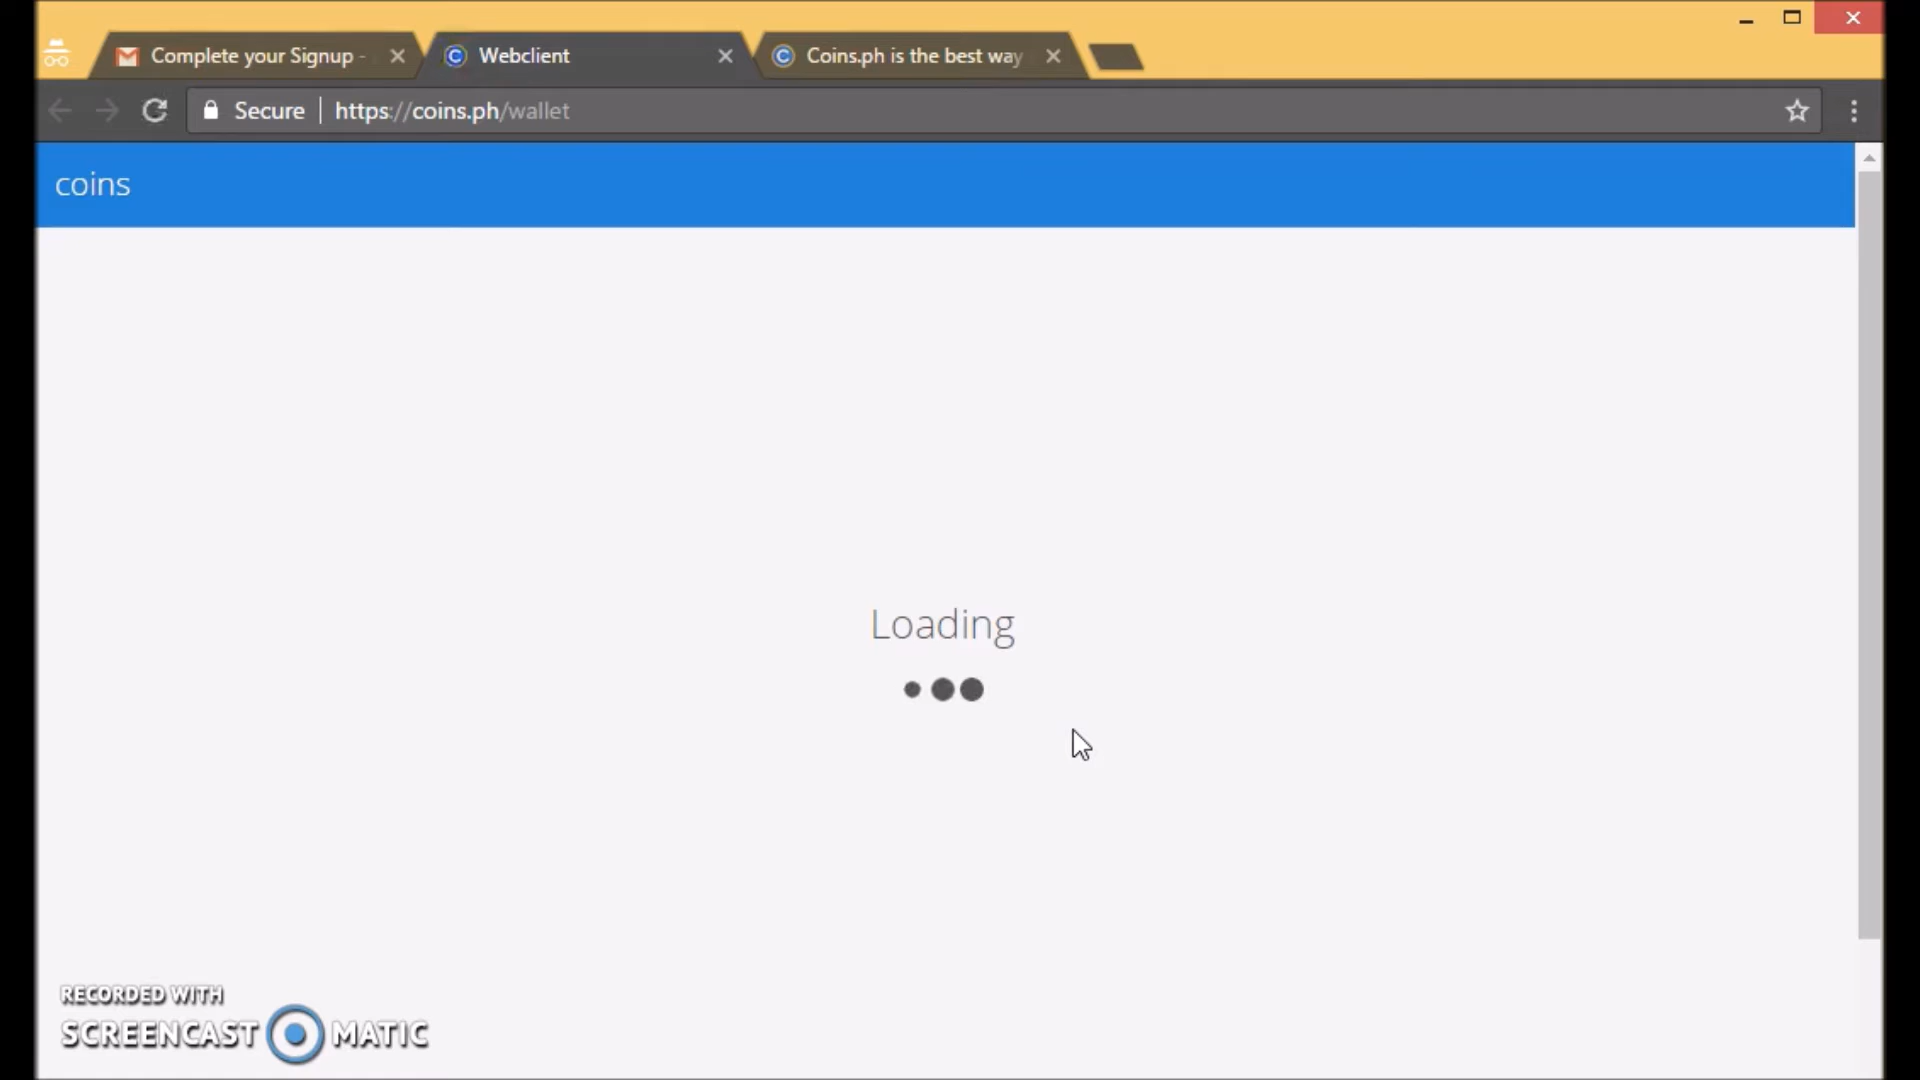 Complete your Signup -
Webclient
Coins.ph is the best way
Secure
https://coins.ph/wallet
coins
Loading
RECORDED WITH
SCREENCAST MATIC